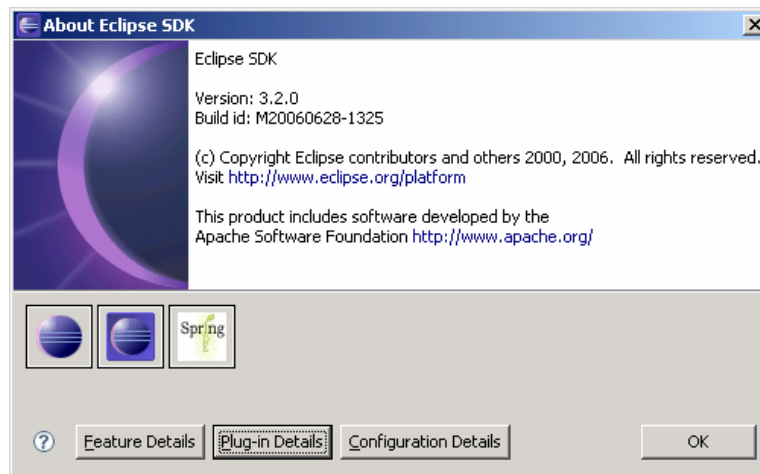 About Eclipse SDK
Eclipse SDK
Version: 3.2.0
Build id: M20060628-1325
(c) Copyright Eclipse contributors and others 2000, 2006.  All rights reserved.
Visit http://www.eclipse.org/platform
This product includes software developed by the
Apache Software Foundation http://www.apache.org/
Spring
Feature Details Plug-in Details Configuration Details OK